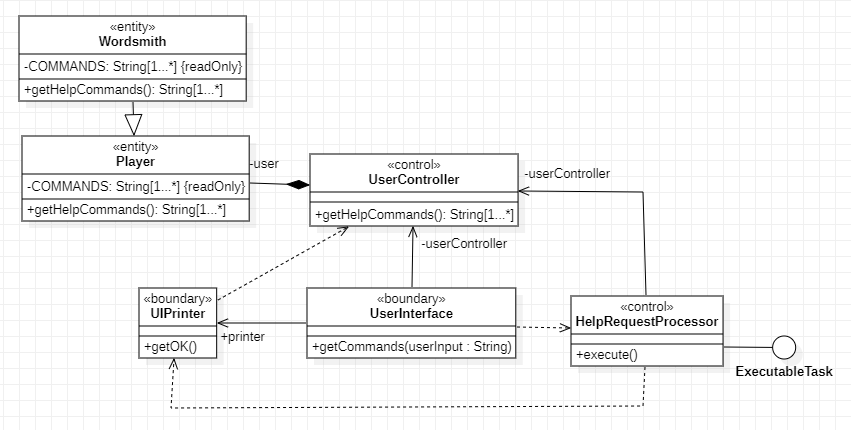 «entity»
Wordsmith
-COMMANDS: String[1...*] {readOnly}
+getHelpCommands(): String[1...*]
«entity»
Player
-COMMANDS: String[1...*] {readOnly}
+getHelpCommands(): String[1...*]
-user
«control»
UserController
+getHelpCommands(): String[1...*]
-userController
-userController
«boundary»
UIPrinter
+getOK()
+printer
«boundary»
UserInterface
+getCommands(userInput : String)
«control»
HelpRequestProcessor
+execute()
ExecutableTask